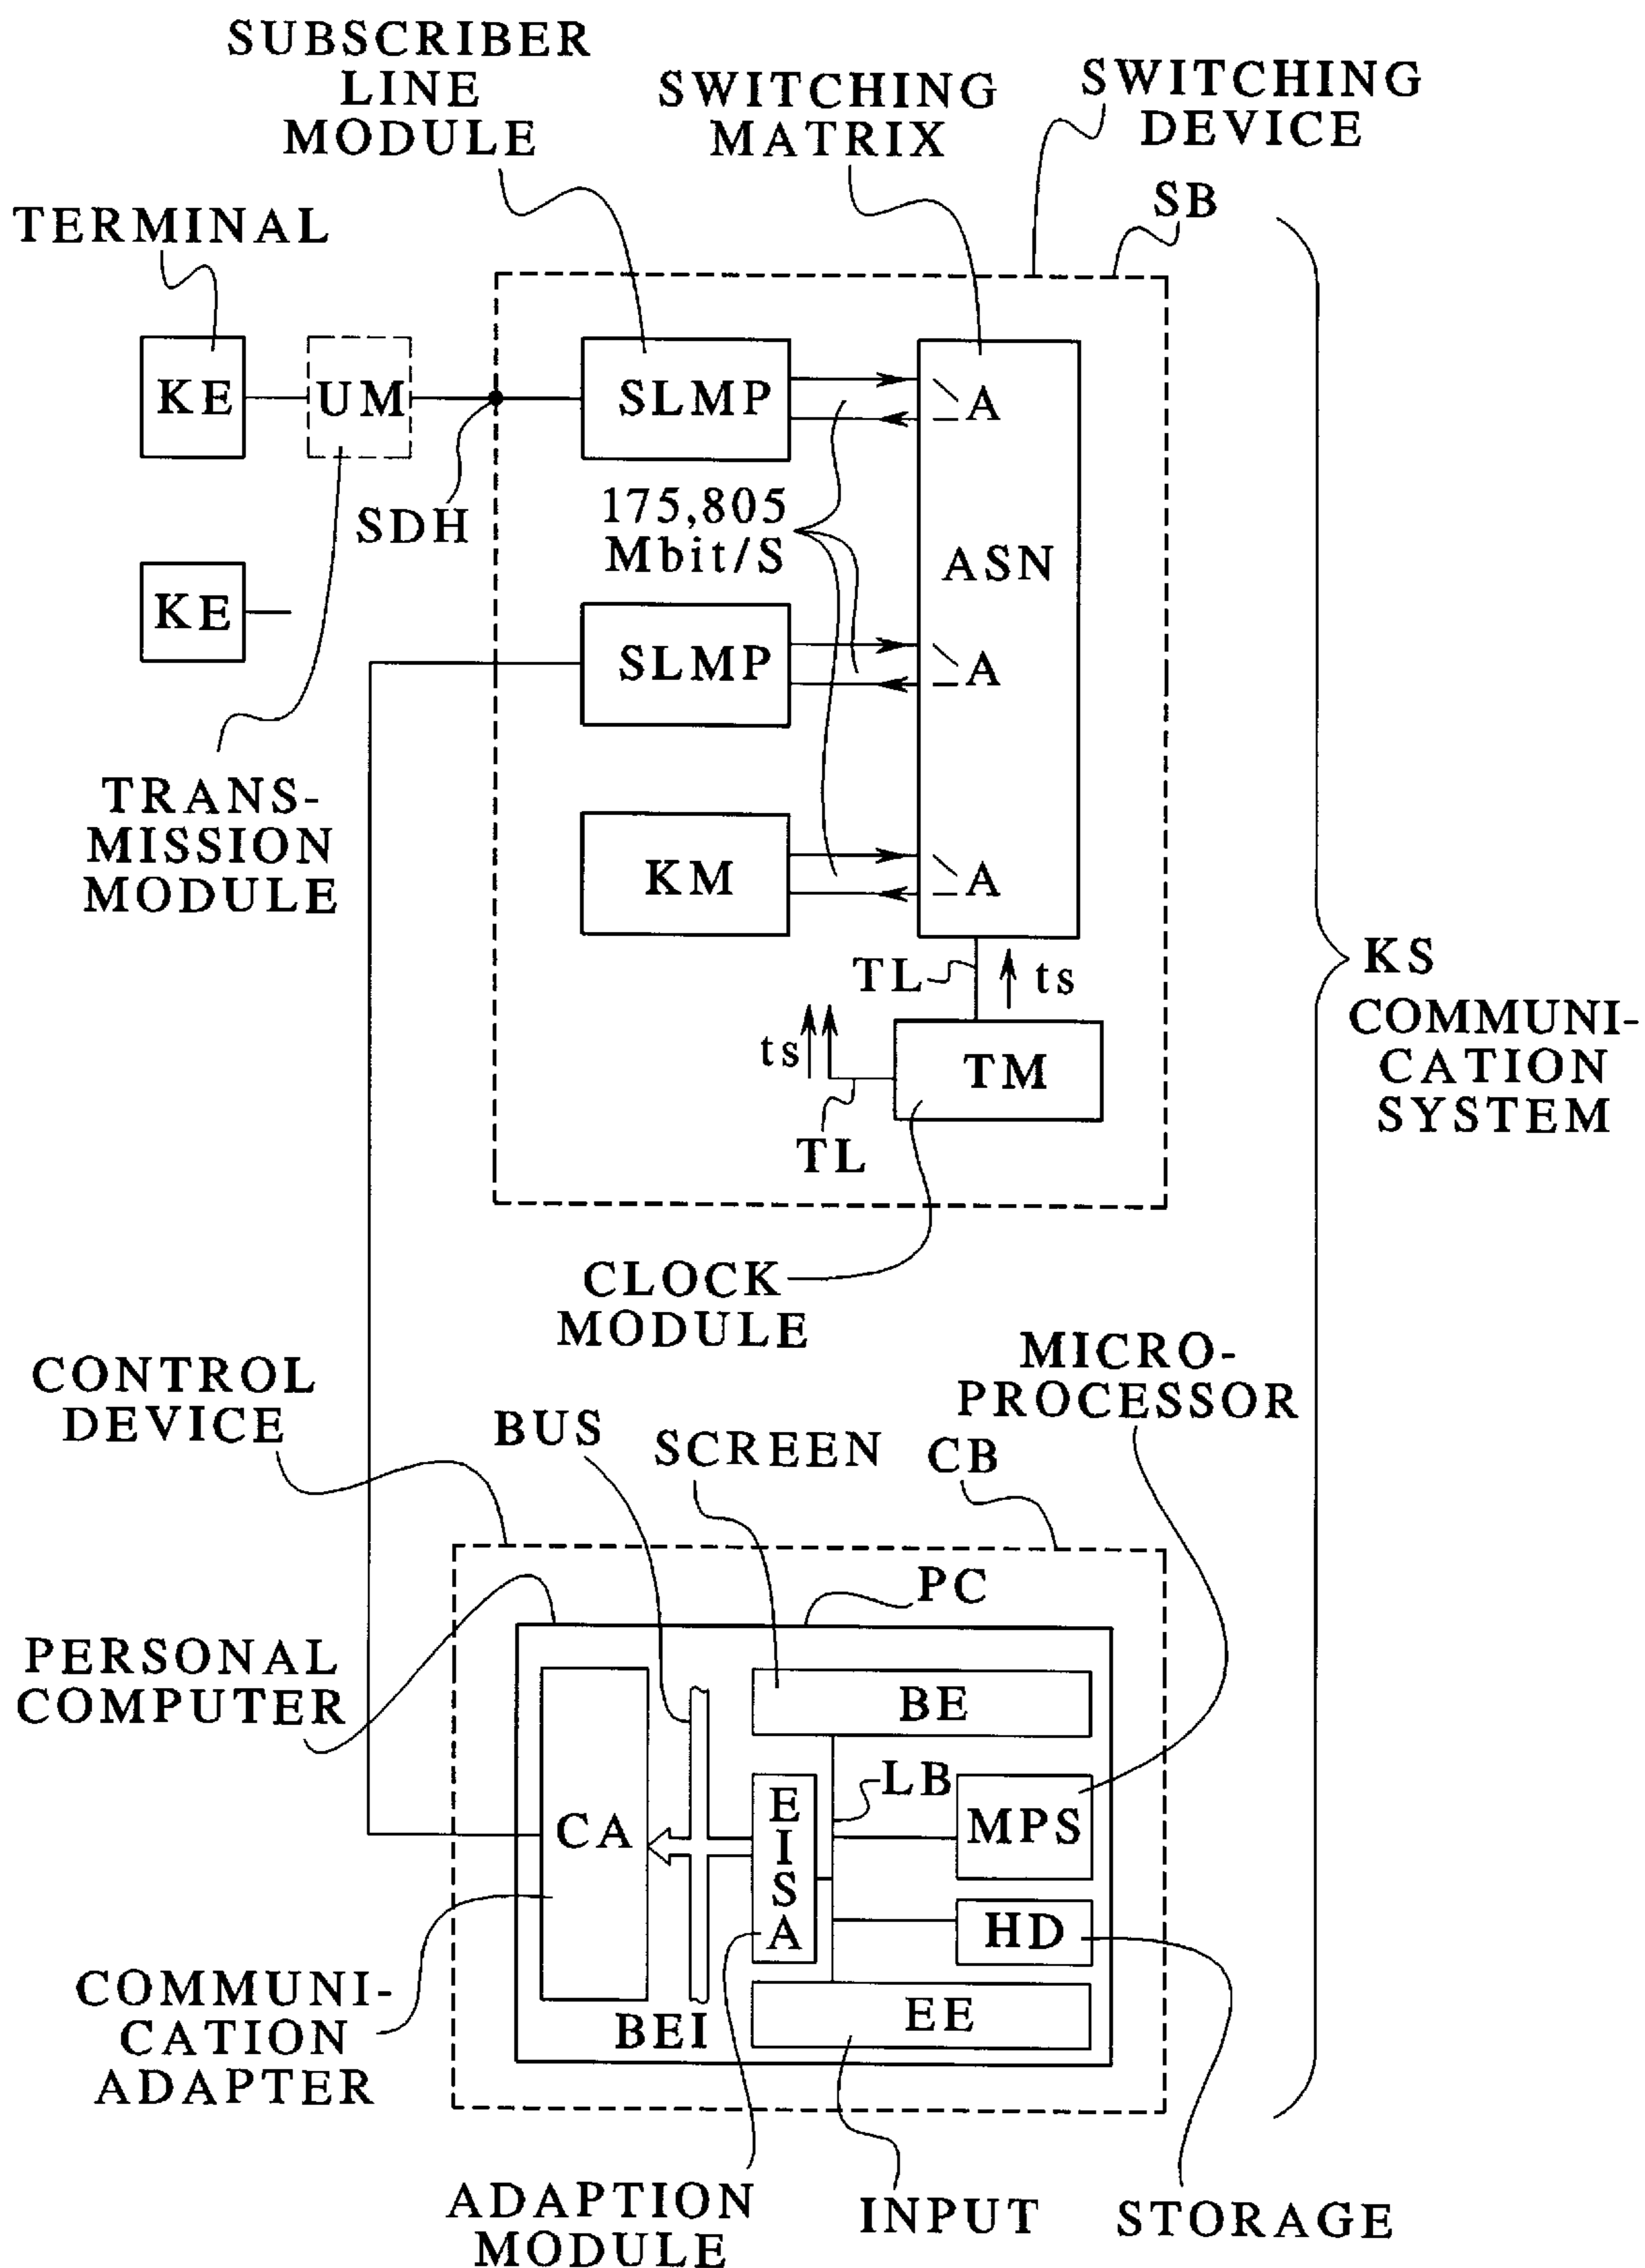 SUBSCRIBER
LINE
MODULE
SWITCHING
MATRIX
SWITCHING
DEVICE
SB
TERMINAL
KE
UM
SLMP
A
SDH
175,805
Mbit/S
ASN
KE
SLMP
A
TRANS-
MISSION
MODULE
KM
A
TL
ts
KS
COMMUNI-
CATION
SYSTEM
ts
TM
TL
CLOCK
MODULE
CONTROL
DEVICE
BUS
SCREEN
CB
MICRO-
PROCESSOR
PC
PERSONAL
COMPUTER
BE
LB
CA
E
I
S
A
MPS
HD
EE
BEI
COMMUNI-
CATION
ADAPTER
ADAPTION
MODULE
INPUT
STORAGE